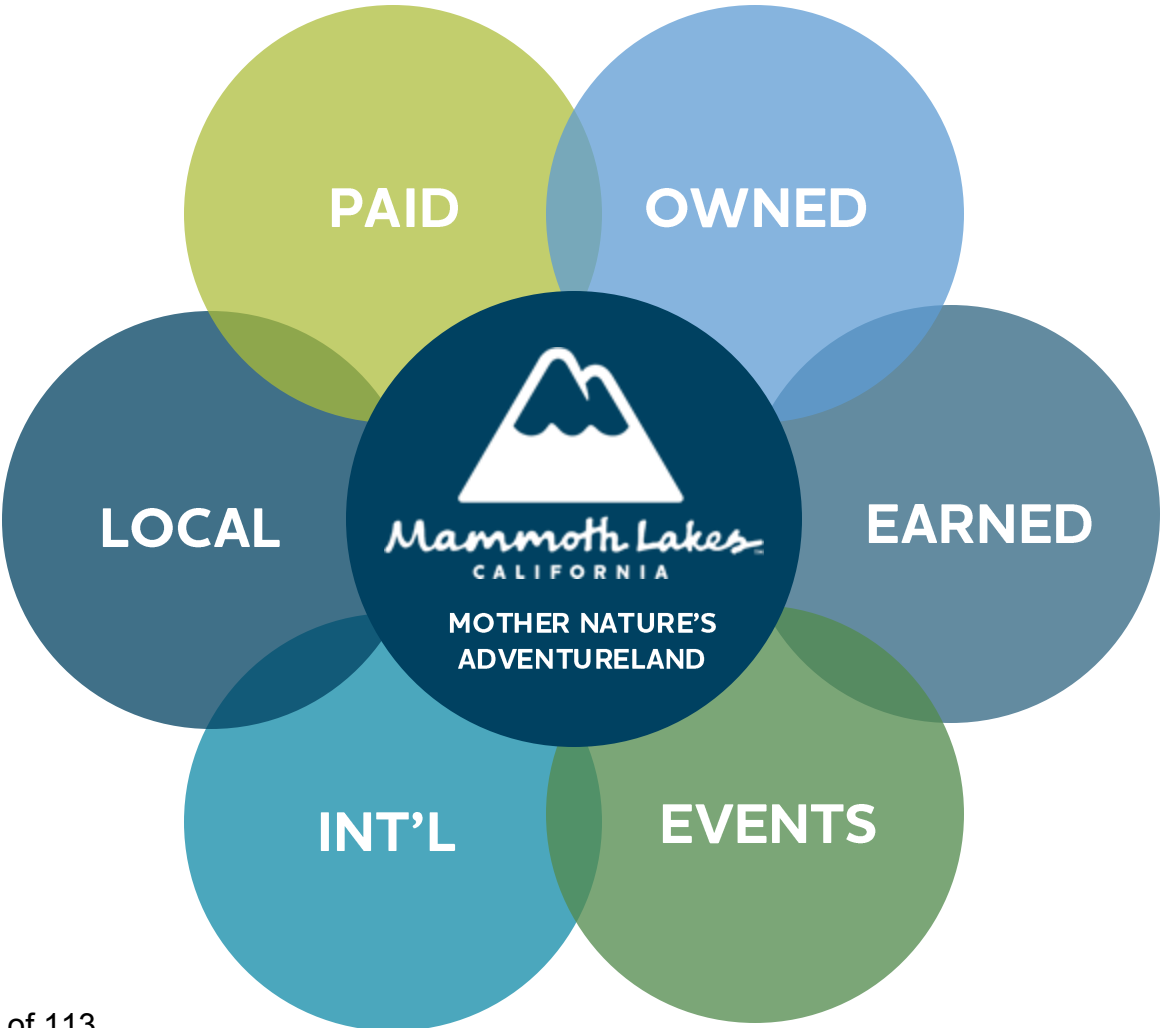 PAID
OWNED
LOCAL
EARNED
Mammoth Lakes
CALIFORNIA
MOTHER NATURE’S
ADVENTURELAND
INT’L
EVENTS
of 113